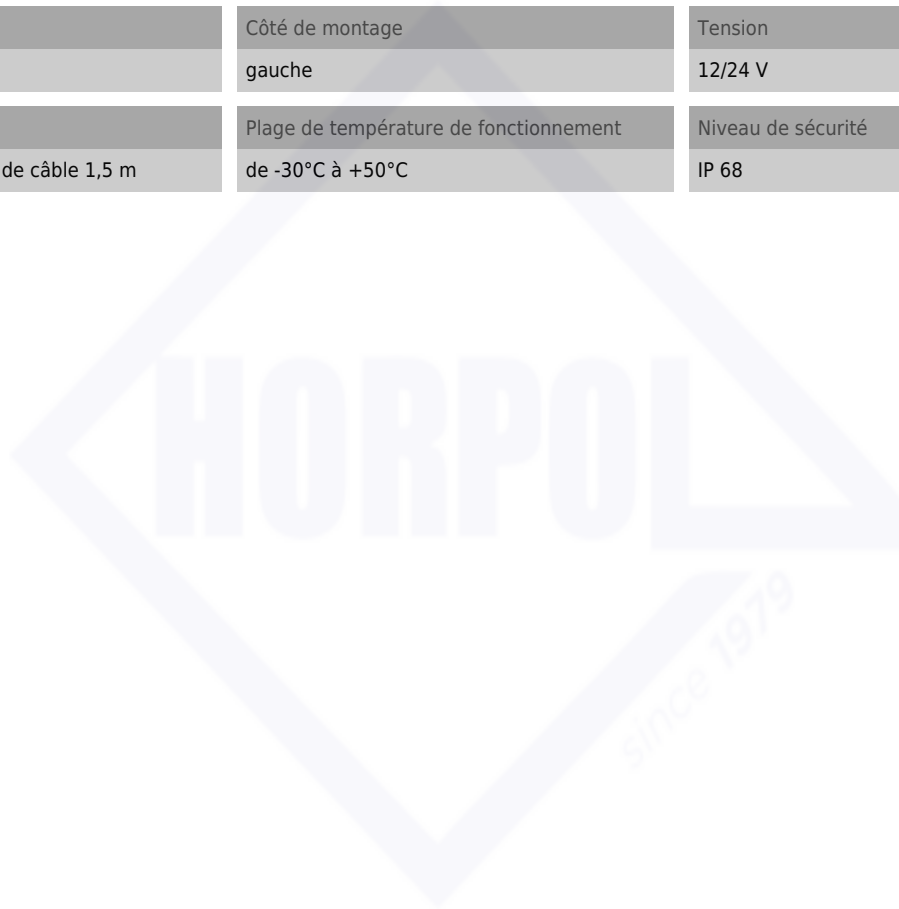 Côté de montage Tension
gauche 12/24 V
Plage de température de fonctionnement Niveau de sécurité
de câble 1,5 m de -30°C à +50°C IP 68
HORPOL
since 1979